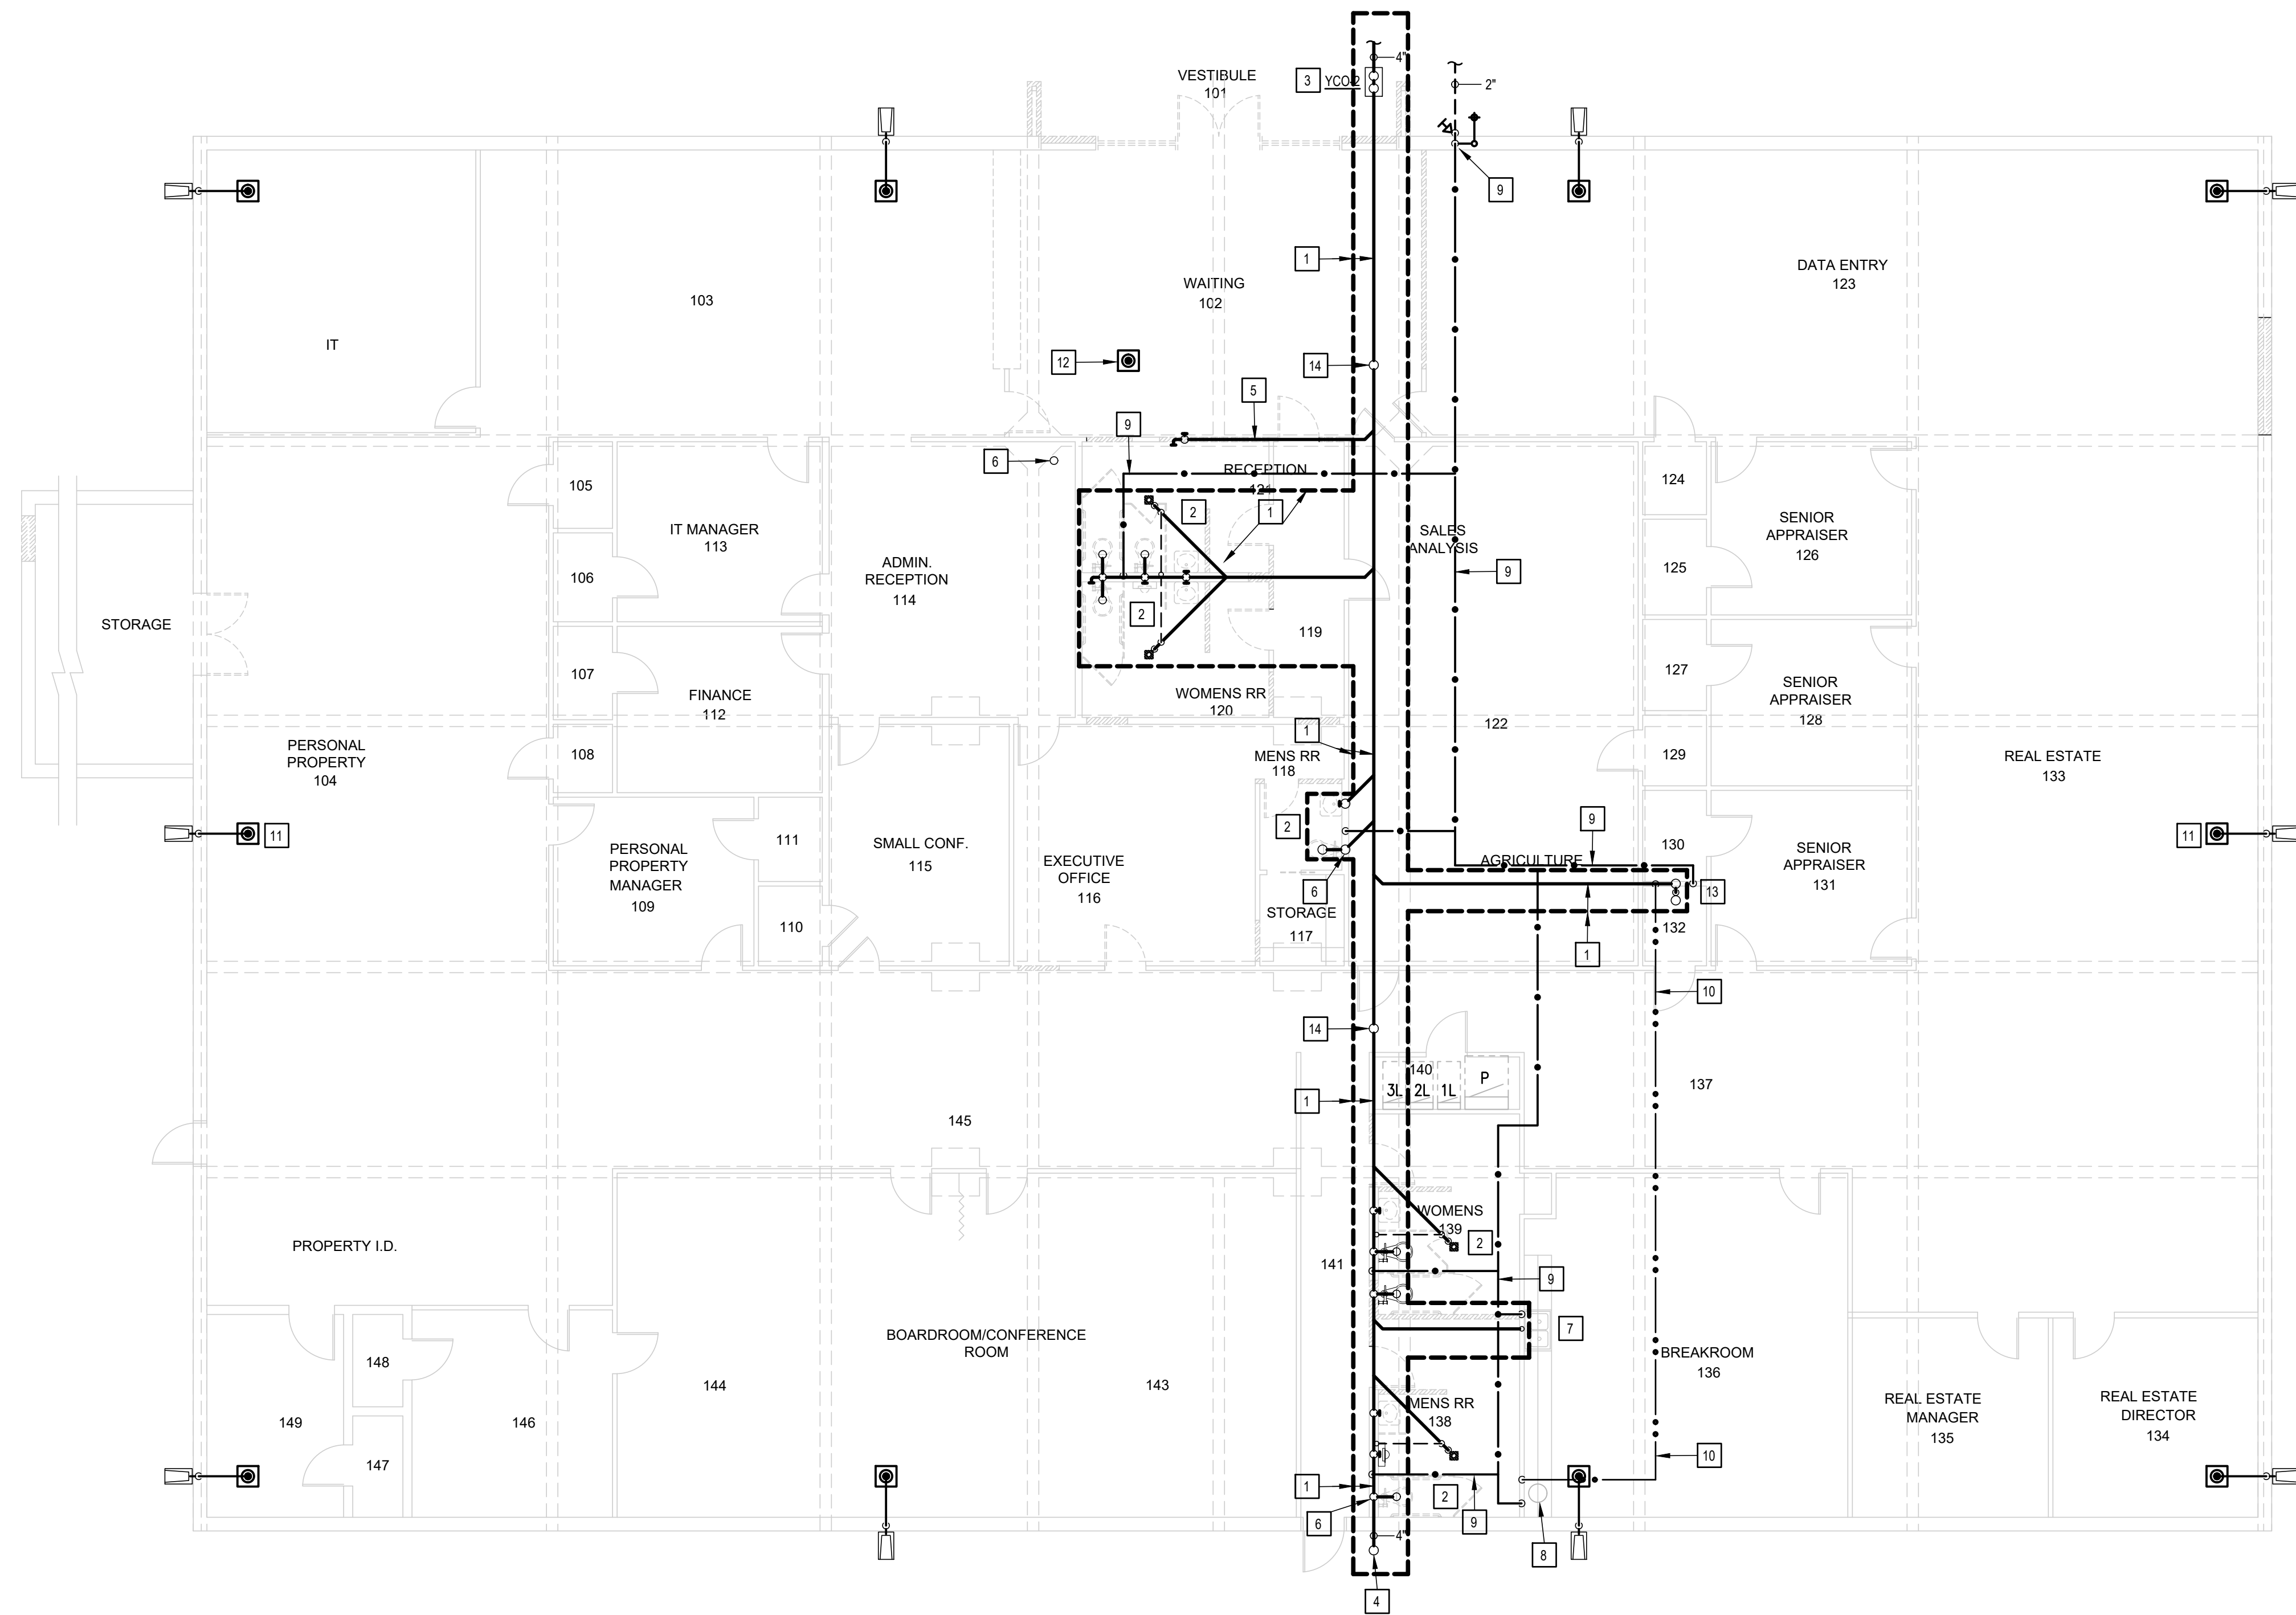 4"
VESTIBULE
101
3
YCO-2
2"
9
1
DATA ENTRY
123
WAITING
102
103
IT
12
14
5
9
6
RECEPTION
121
105
124
2
1
IT MANAGER
113
SENIOR
APPRAISER
126
SALES
ANALYSIS
ADMIN.
RECEPTION
114
106
125
9
2
STORAGE
119
107
127
FINANCE
112
WOMENS RR
120
SENIOR
APPRAISER
128
122
1
PERSONAL
PROPERTY
104
108
MENS RR
118
129
REAL ESTATE
133
11
2
9
11
111
SMALL CONF.
115
130
PERSONAL
PROPERTY
MANAGER
109
EXECUTIVE
OFFICE
116
AGRICULTURE
SENIOR
APPRAISER
131
6
13
STORAGE
117
110
132
1
10
14
140
3L
2L
1L
P
137
1
145
WOMENS
139
2
PROPERTY I.D.
141
9
BOARDROOM/CONFERENCE
ROOM
7
BREAKROOM
136
148
144
143
REAL ESTATE
MANAGER
135
REAL ESTATE
DIRECTOR
134
MENS RR
138
149
146
147
10
1
2
6
9
4"
8
4